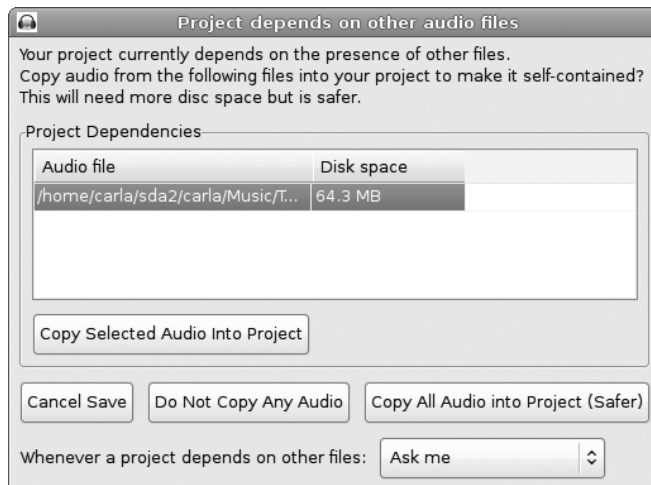 Project depends on other audio files
Your project currently depends on the presence of other files.
Copy audio from the following files into your project to make it self-contained?
This will need more disc space but is safer.
Project Dependencies
Audio file Disk space
/home/carla/sda2/carla/Music/T... 64.3 MB
Copy Selected Audio Into Project
Cancel Save Do Not Copy Any Audio Copy All Audio into Project (Safer)
Whenever a project depends on other files: Ask me